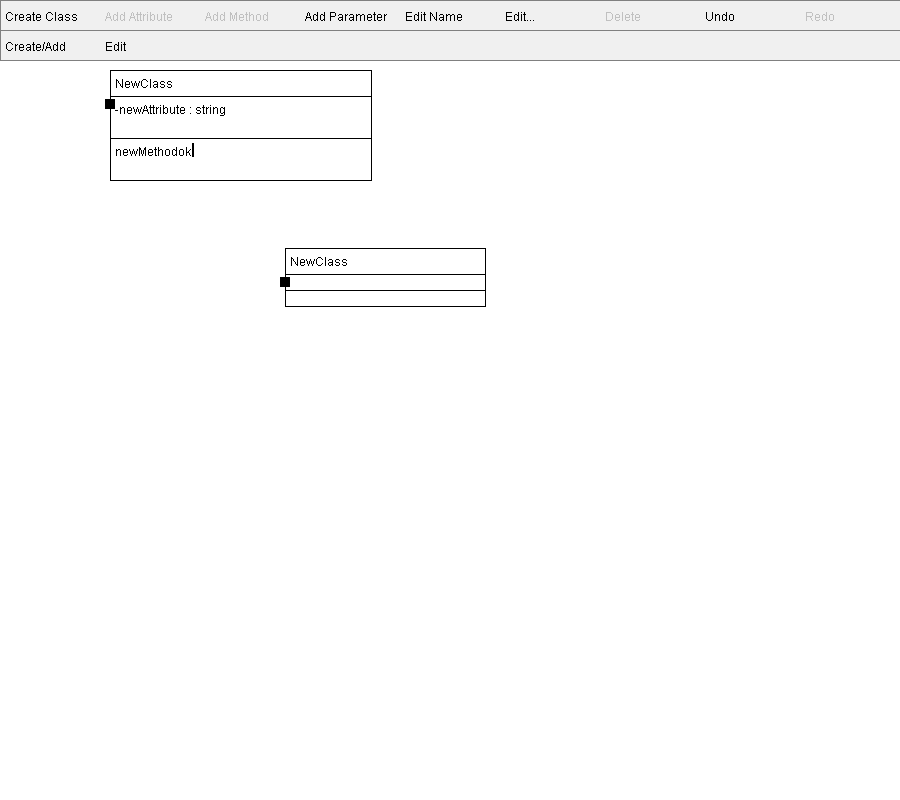 Create Class Add Attribute Add Method Add Parameter Edit Name Edit... Delete Undo Redo
Create/Add Edit
NewClass
-newAttribute : string
newMethodok
NewClass